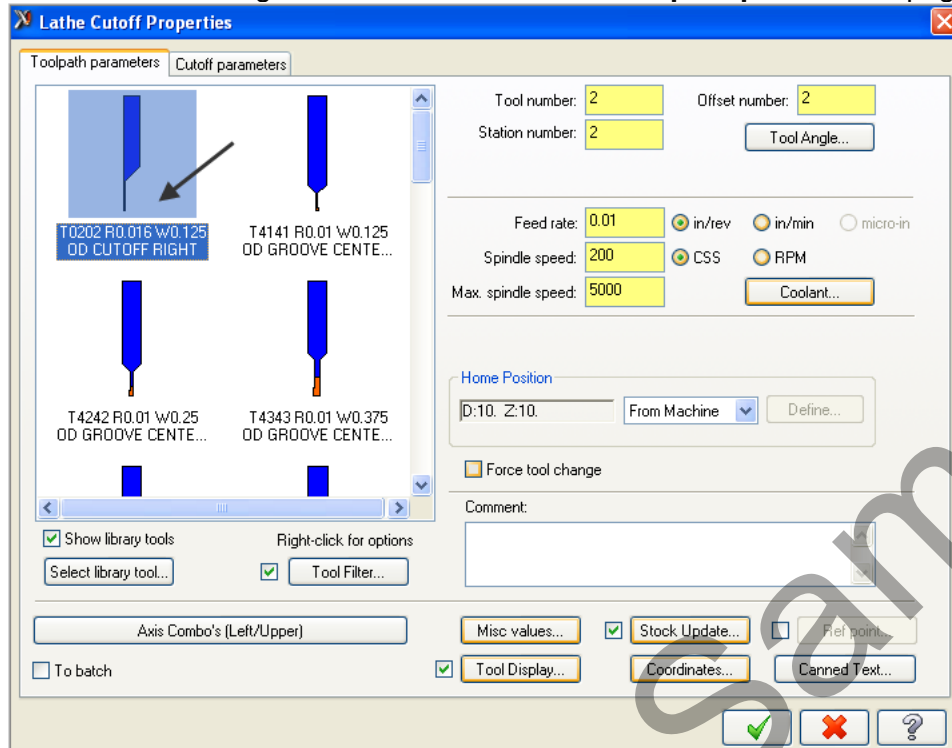 Lathe Cutoff Properties
Toolpath parameters
Cutoff parameters
T0202 R0.016 W0.125
OD CUTOFF RIGHT
T4141 R0.01 W0.125
OD GROOVE CENTE...
T4242 R0.01 W0.25
OD GROOVE CENTE...
T4343 R0.01 W0.375
OD GROOVE CENTE...
Show library tools
Right-click for options
Select library tool...
Tool Filter...
Axis Combo's (Left/Upper)
To batch
Tool number: 2
Offset number: 2
Station number: 2
Tool Angle...
Feed rate: 0.01 in/rev in/min micro-in
Spindle speed: 200 CSS RPM
Max. spindle speed: 5000
Coolant...
Home Position
D:10. Z:10.
From Machine
Define...
Force tool change
Comment:
Misc values...
Stock Update...
Ref point...
Tool Display...
Coordinates...
Canned Text...
Sam